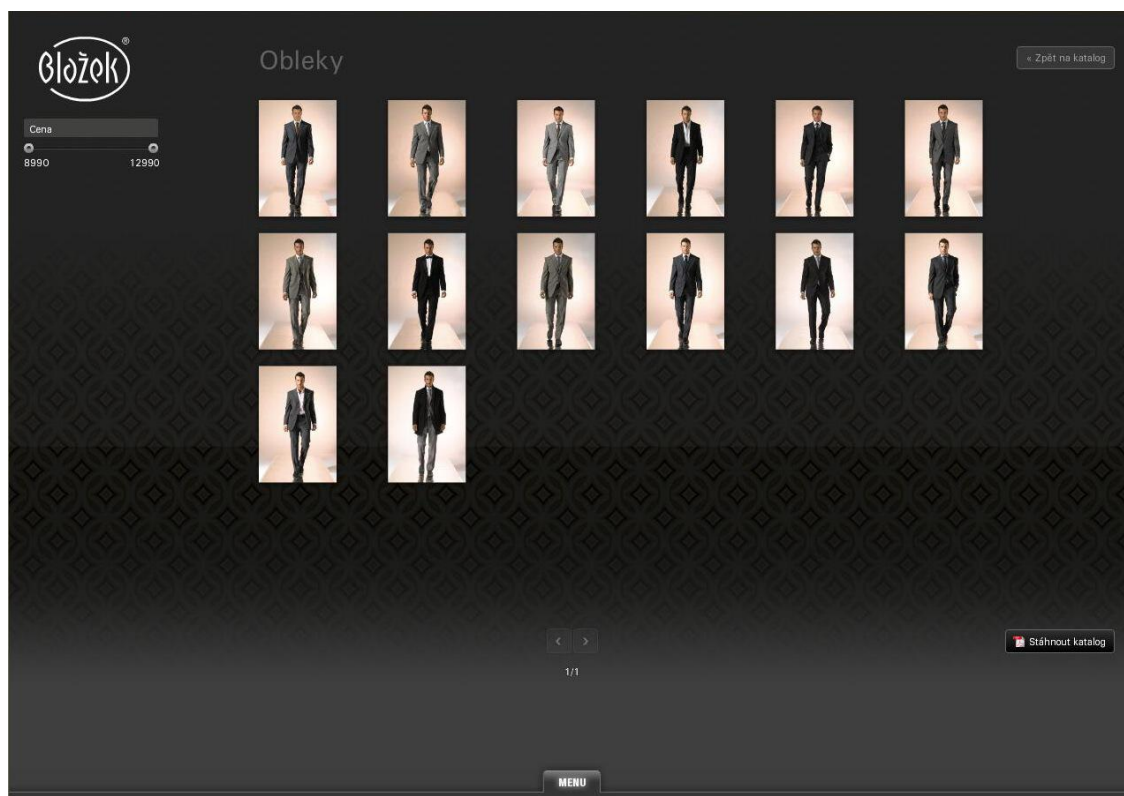 Blažek
®
Obleky
« Zpět na katalog
Cena
8990 12990
‹ ›
Stáhnout katalog
1/1
MENU